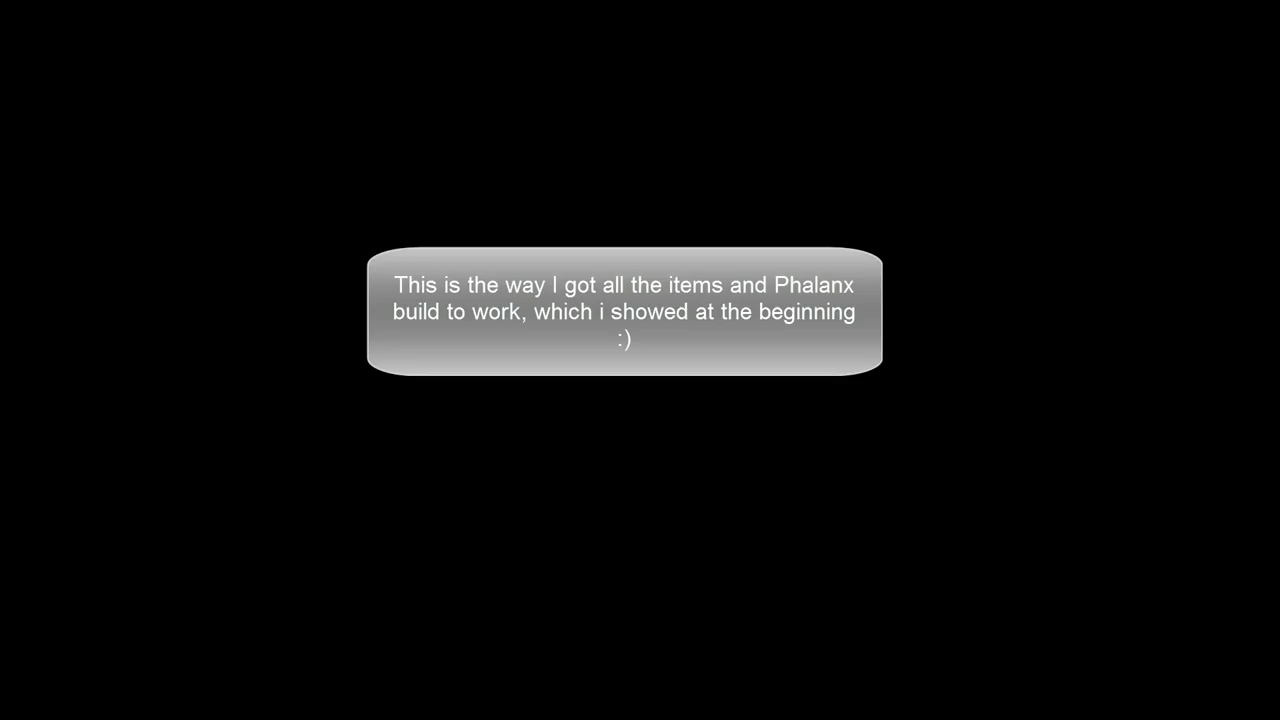 This is the way I got all the items and Phalanx
build to work, which i showed at the beginning
:)